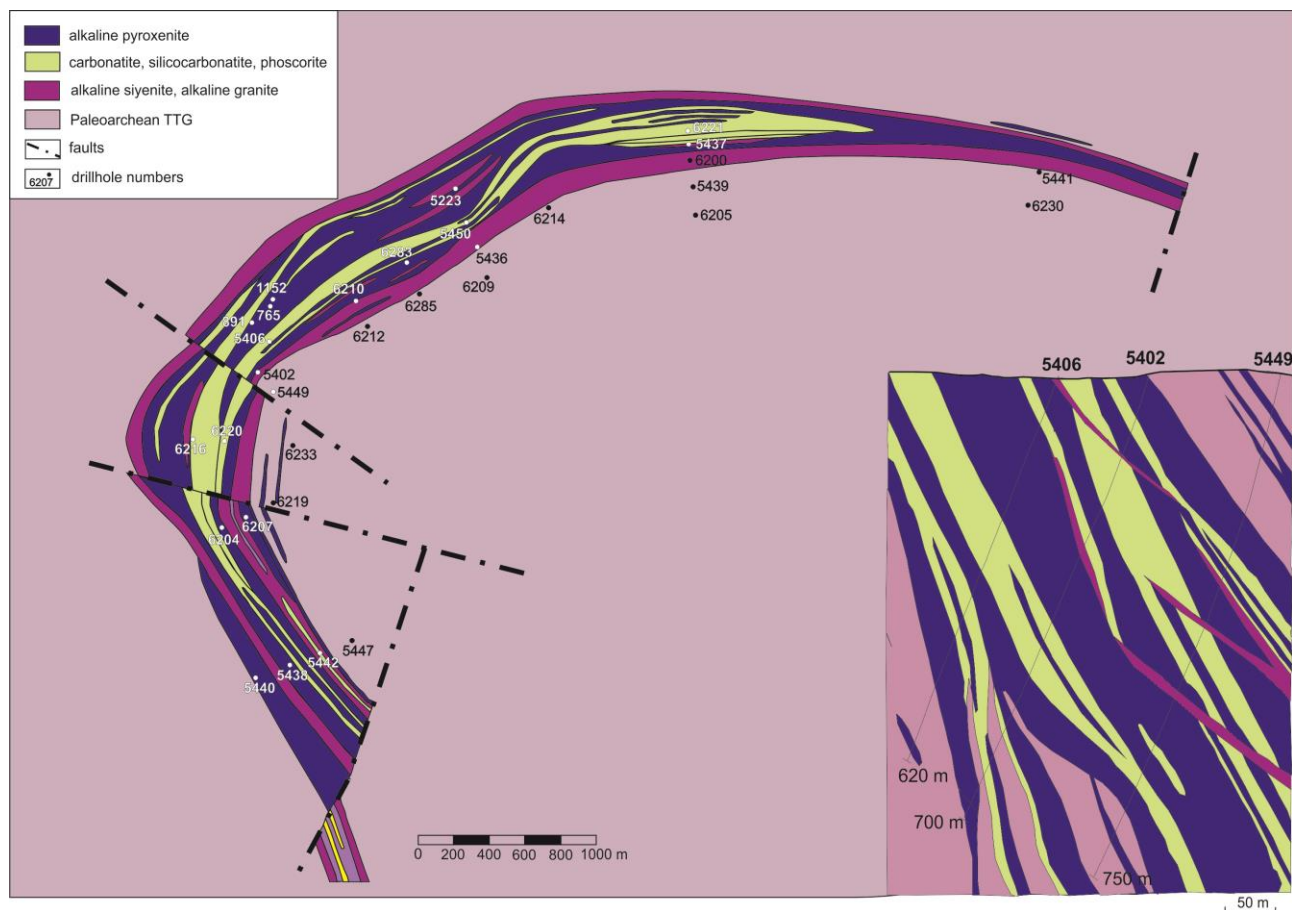 alkaline pyroxenite
carbonatite, silicocarbonatite, phoscorite
alkaline siyenite, alkaline granite
Paleoarchean TTG
faults
6207 drillhole numbers
6221
5437
6200
5439
6205
5441
6230
5223
6214
5450
5436
6283
6209
6285
6210
6212
1152
765
691
5406
5402
5449
6220
6216
6233
6219
6207
6204
5447
5442
5438
5440
0 200 400 600 800 1000 m
5406 5402 5449
620 m
700 m
750 m
50 m